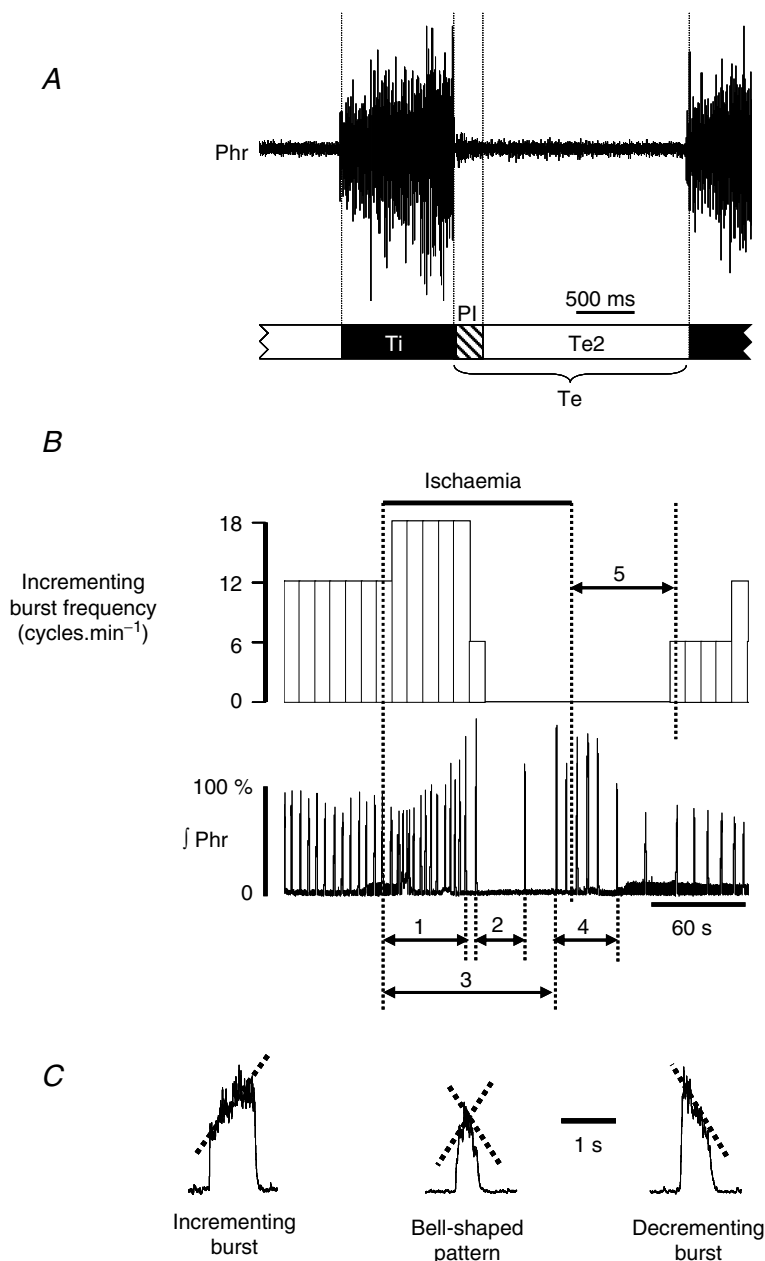 A
Phr
500 ms
PI
Ti
Te2
Te
B
Ischaemia
18
12
6
0
Incrementing
burst frequency
(cycles.min⁻¹)
5
100 %
∫ Phr
0
60 s
1
2
4
3
C
1 s
Incrementing
burst
Bell-shaped
pattern
Decrementing
burst